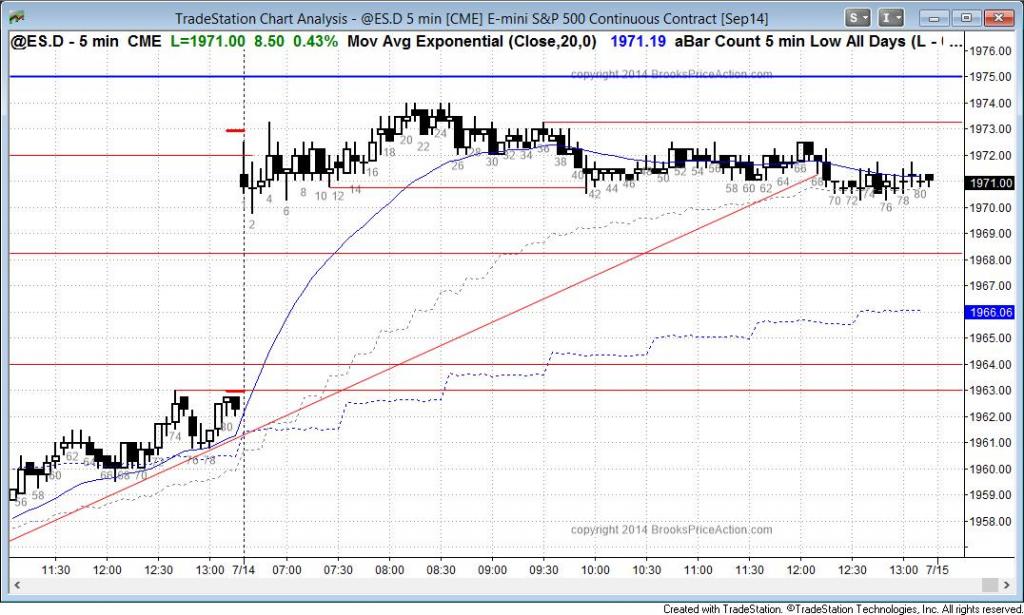 TradeStation Chart Analysis - @ES.D 5 min [CME] E-mini S&P 500 Continuous Contract [Sep14]
S
I
@ES.D - 5 min CME L=1971.00 8.50 0.43% Mov Avg Exponential (Close,20,0) 1971.19 aBar Count 5 min Low All Days (L - ...
1976.00
copyright 2014 BrooksPriceAction.com
1975.00
1974.00
1973.00
1972.00
1971.00
1970.00
1969.00
1968.00
1967.00
1966.06
1965.00
1964.00
1963.00
1962.00
1961.00
1960.00
1959.00
1958.00
18 20 22 24 26 28 30 32 34 36 38 40 42 44 46 50 52 54 58 60 62 64 66 70 72 74 76 78 80
2 4 6 8 10 12 14 16
56 58 60 62 64 66 68 70 74 76 78 80
copyright 2014 BrooksPriceAction.com
11:30 12:00 12:30 13:00 7/14 07:00 07:30 08:00 08:30 09:00 09:30 10:00 10:30 11:00 11:30 12:00 12:30 13:00 7/15
Created with TradeStation. ©TradeStation Technologies, Inc. All rights reserved.